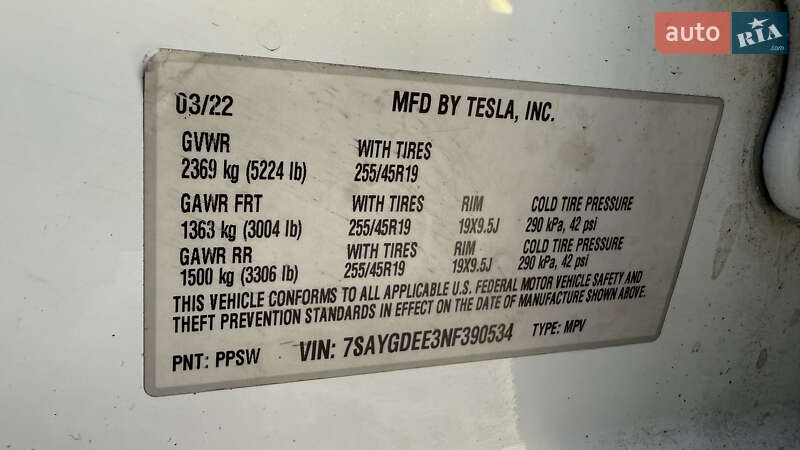 auto RIA.com
03/22 MFD BY TESLA, INC.
GVWR WITH TIRES
2369 kg (5224 lb) 255/45R19
GAWR FRT WITH TIRES RIM COLD TIRE PRESSURE
1363 kg (3004 lb) 255/45R19 19X9.5J 290 kPa, 42 psi
GAWR RR WITH TIRES RIM COLD TIRE PRESSURE
1500 kg (3306 lb) 255/45R19 19X9.5J 290 kPa, 42 psi
THIS VEHICLE CONFORMS TO ALL APPLICABLE U.S. FEDERAL MOTOR VEHICLE SAFETY AND
THEFT PREVENTION STANDARDS IN EFFECT ON THE DATE OF MANUFACTURE SHOWN ABOVE.
PNT: PPSW VIN: 7SAYGDEE3NF390534 TYPE: MPV